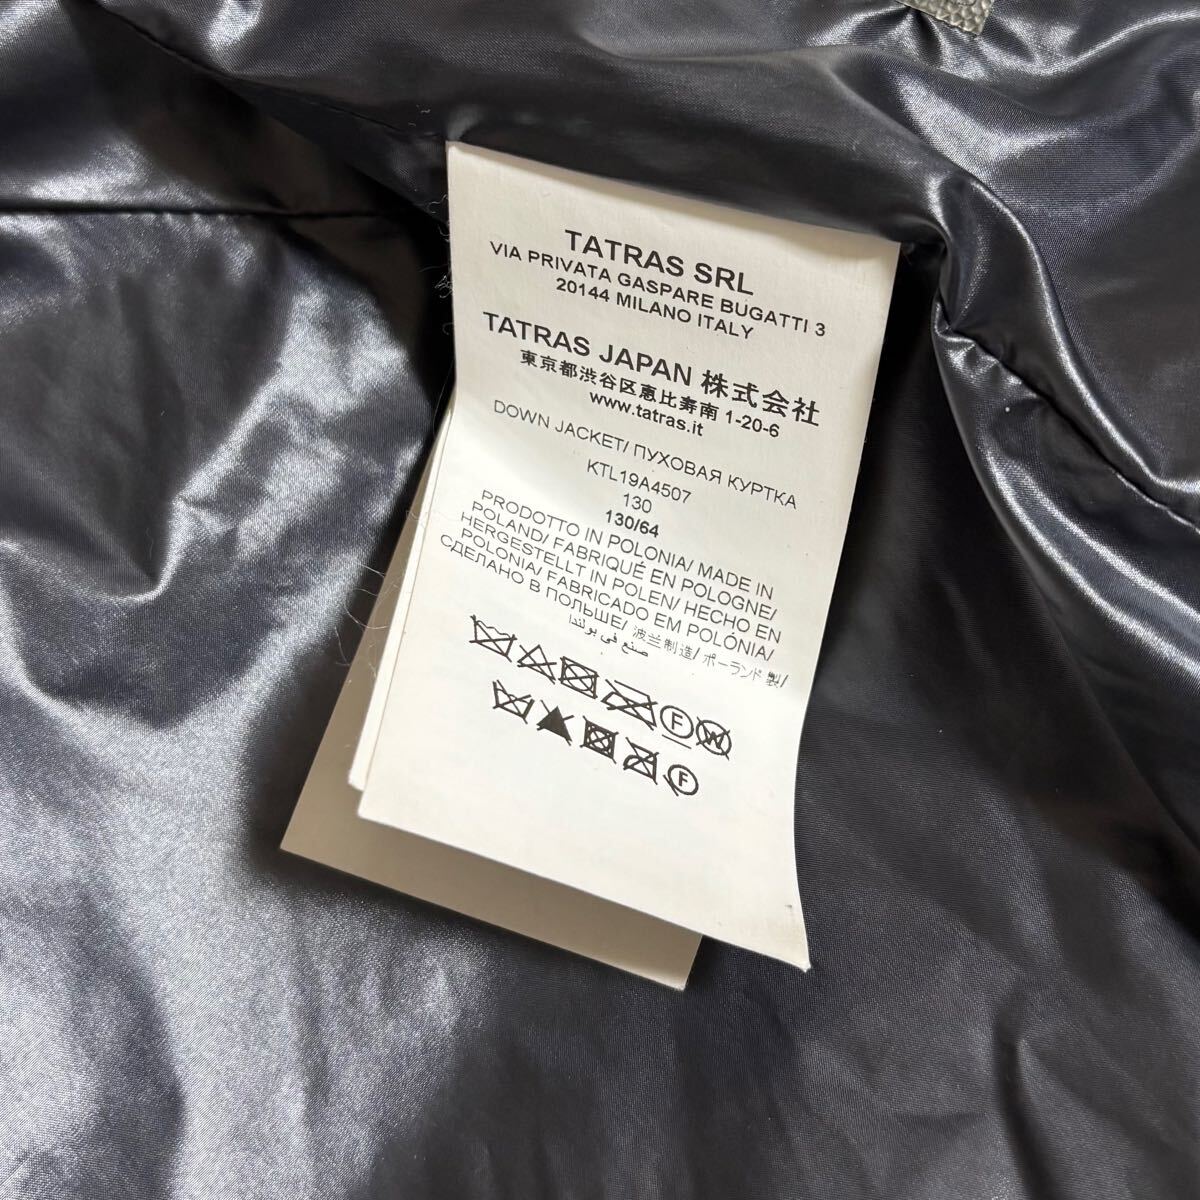 TATRAS SRL
VIA PRIVATA GASPARE BUGATTI 3
20144 MILANO ITALY
TATRAS JAPAN 株式会社
東京都渋谷区恵比寿南 1-20-6
www.tatras.it
DOWN JACKET/ ПУХОВАЯ КУРТКА
KTL19A4507
130
130/64
PRODOTTO IN POLONIA/ MADE IN
POLAND/ FABRIQUÉ EN POLOGNE/
HERGESTELLT IN POLEN/ HECHO EN
POLONIA/ FABRICADO EM POLÓNIA/
СДЕЛАНО В ПОЛЬШЕ/ 波兰制造/ ポーランド製/
صنع في بولندا
F W
F